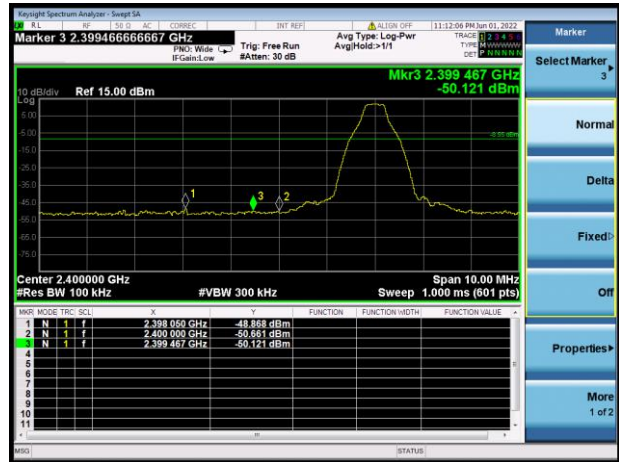 Keysight Spectrum Analyzer - Swept SA
RL RF 50 Ω AC CORREC INT REF ALIGN OFF 11:12:06 PM Jun 01, 2022
Marker 3 2.399466666667 GHz
PNO: Wide
IFGain:Low
Trig: Free Run
#Atten: 30 dB
Avg Type: Log-Pwr
Avg|Hold:>1/1
TRACE 1 2 3 4 5 6
TYPE M W W W W W
DET P N N N N N
Marker
Select Marker
3
Normal
Delta
Fixed
Off
Properties
More
1 of 2
Mkr3 2.399 467 GHz
-50.121 dBm
10 dB/div Ref 15.00 dBm
Log
5.00
-5.00
-15.0
-25.0
-35.0
-45.0
-55.0
-65.0
-75.0
-8.55 dBm
1
3
2
Center 2.400000 GHz Span 10.00 MHz
#Res BW 100 kHz #VBW 300 kHz Sweep 1.000 ms (601 pts)
MKR MODE TRC SCL X Y FUNCTION FUNCTION WIDTH FUNCTION VALUE
1 N 1 f 2.398 050 GHz -48.868 dBm
2 N 1 f 2.400 000 GHz -50.661 dBm
3 N 1 f 2.399 467 GHz -50.121 dBm
4
5
6
7
8
9
10
11
MSG STATUS